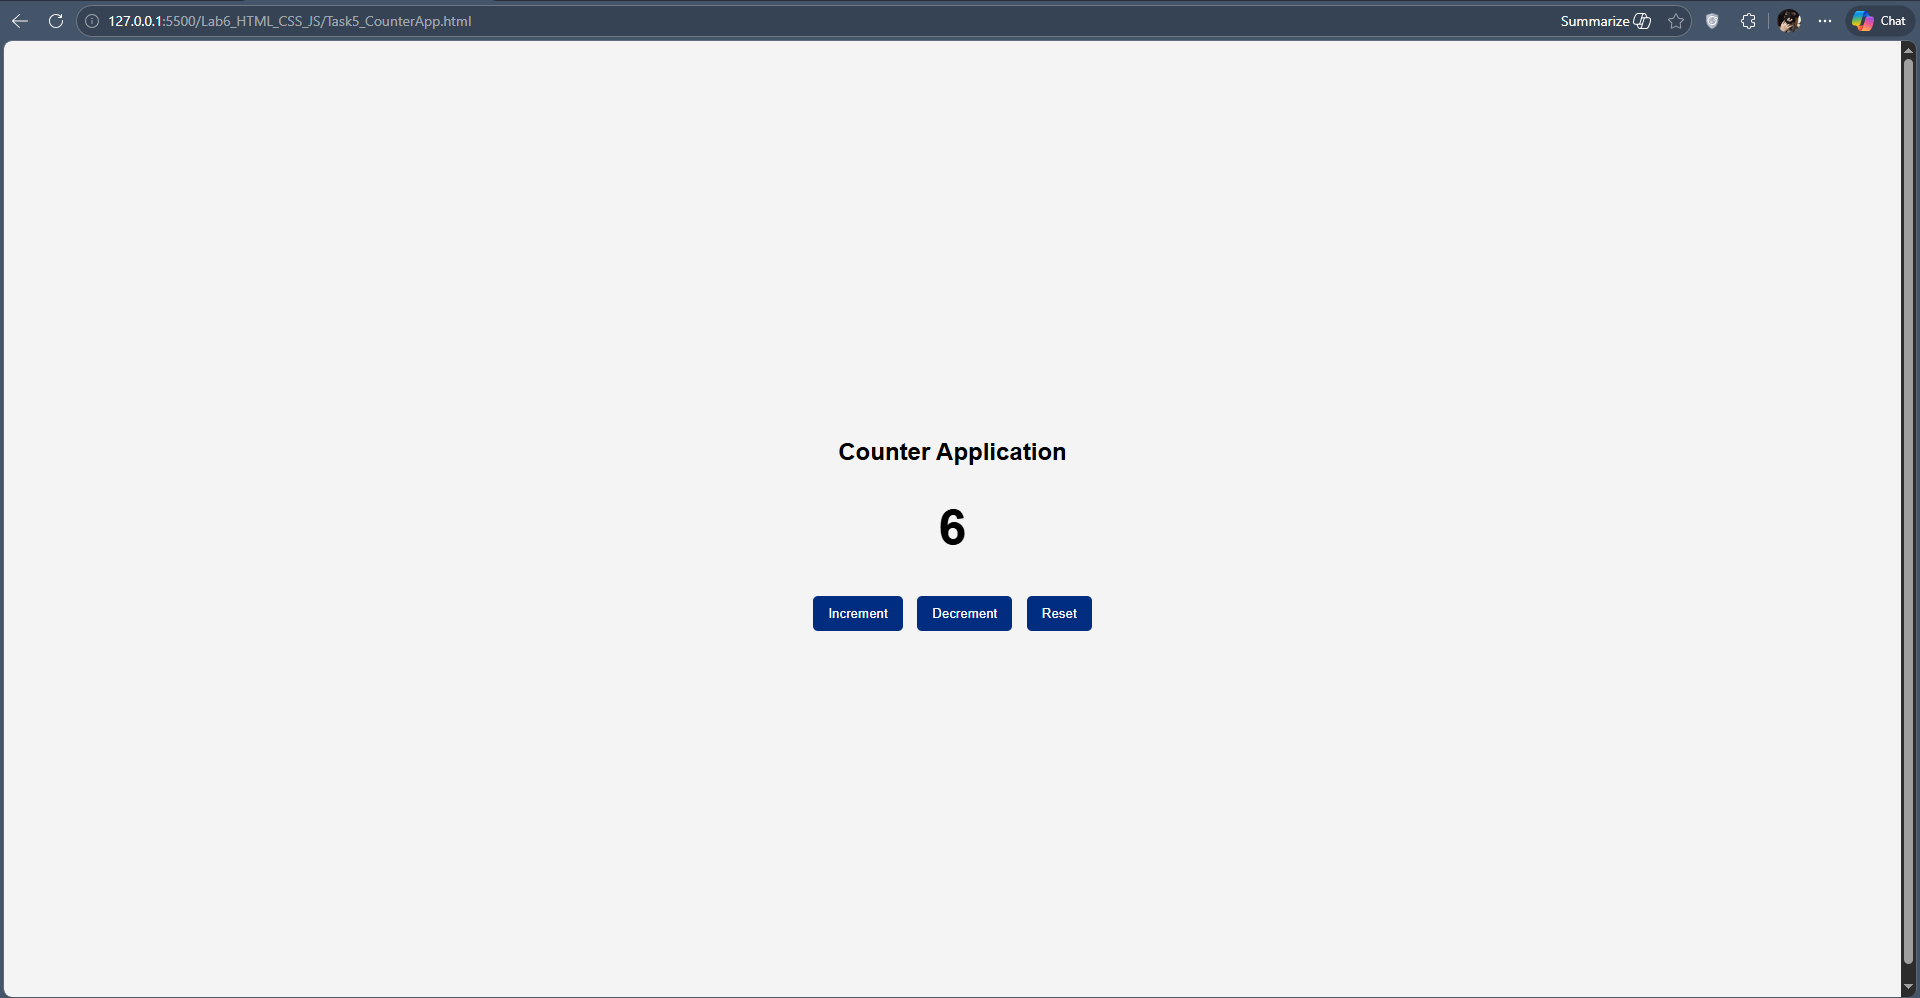 127.0.0.1:5500/Lab6_HTML_CSS_JS/Task5_CounterApp.html Summarize Chat
Counter Application
6
Increment Decrement Reset